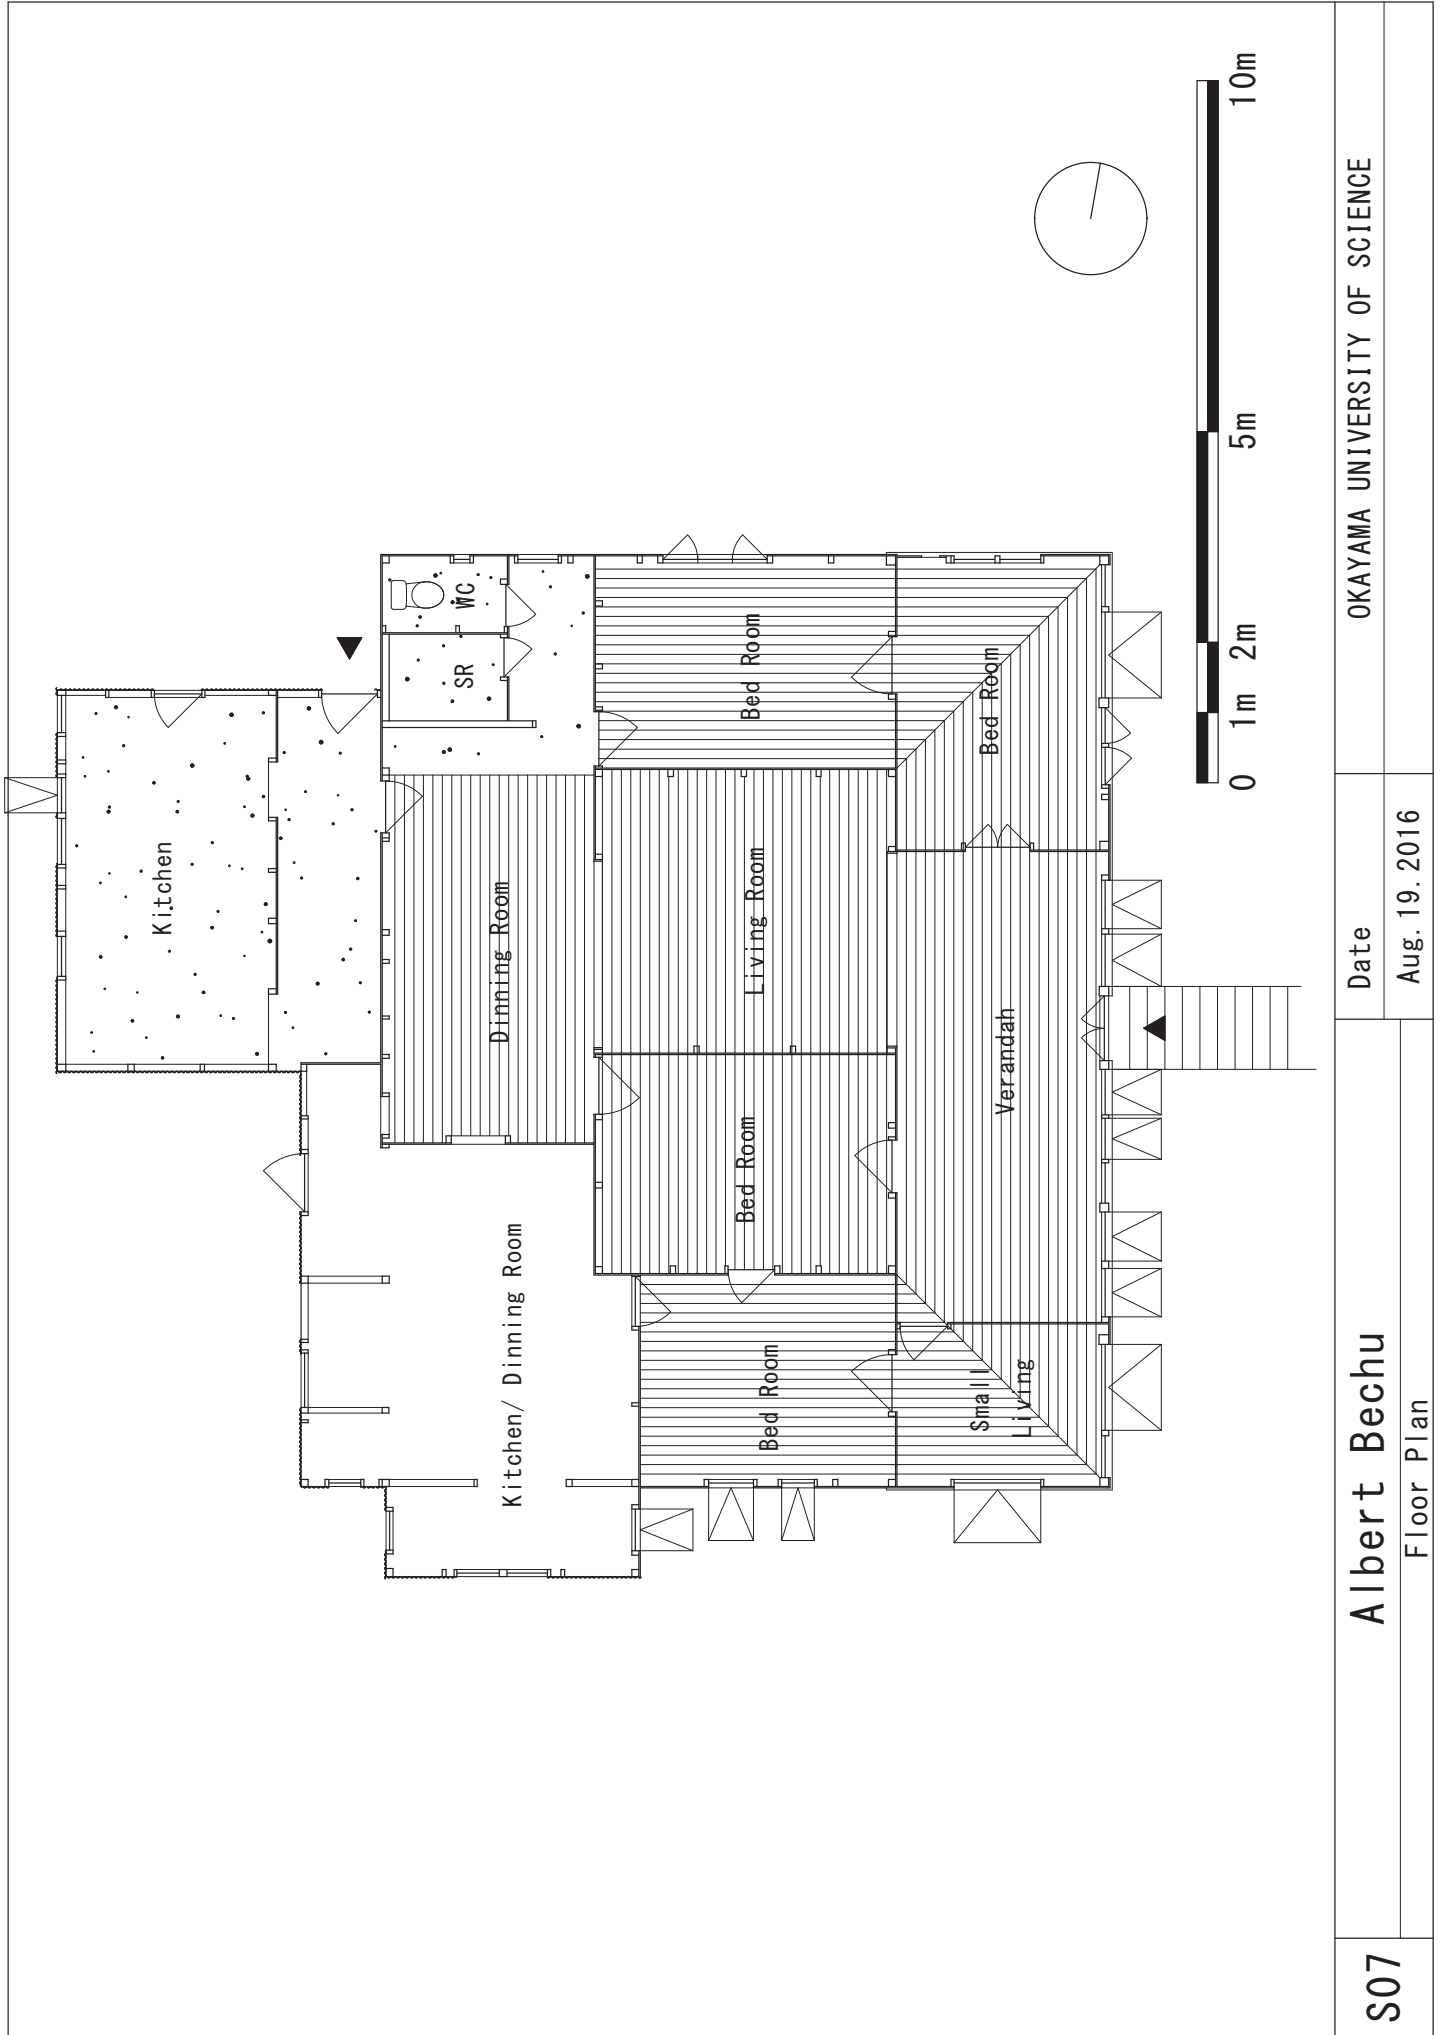 Kitchen
WC
SR
Dinning Room
Bed Room
Living Room
Bed Room
Bed Room
Verandah
Kitchen/ Dinning Room
Bed Room
Small
Living
0 1m 2m 5m 10m
S07
Albert Bechu
Floor Plan
Date
Aug. 19. 2016
OKAYAMA UNIVERSITY OF SCIENCE